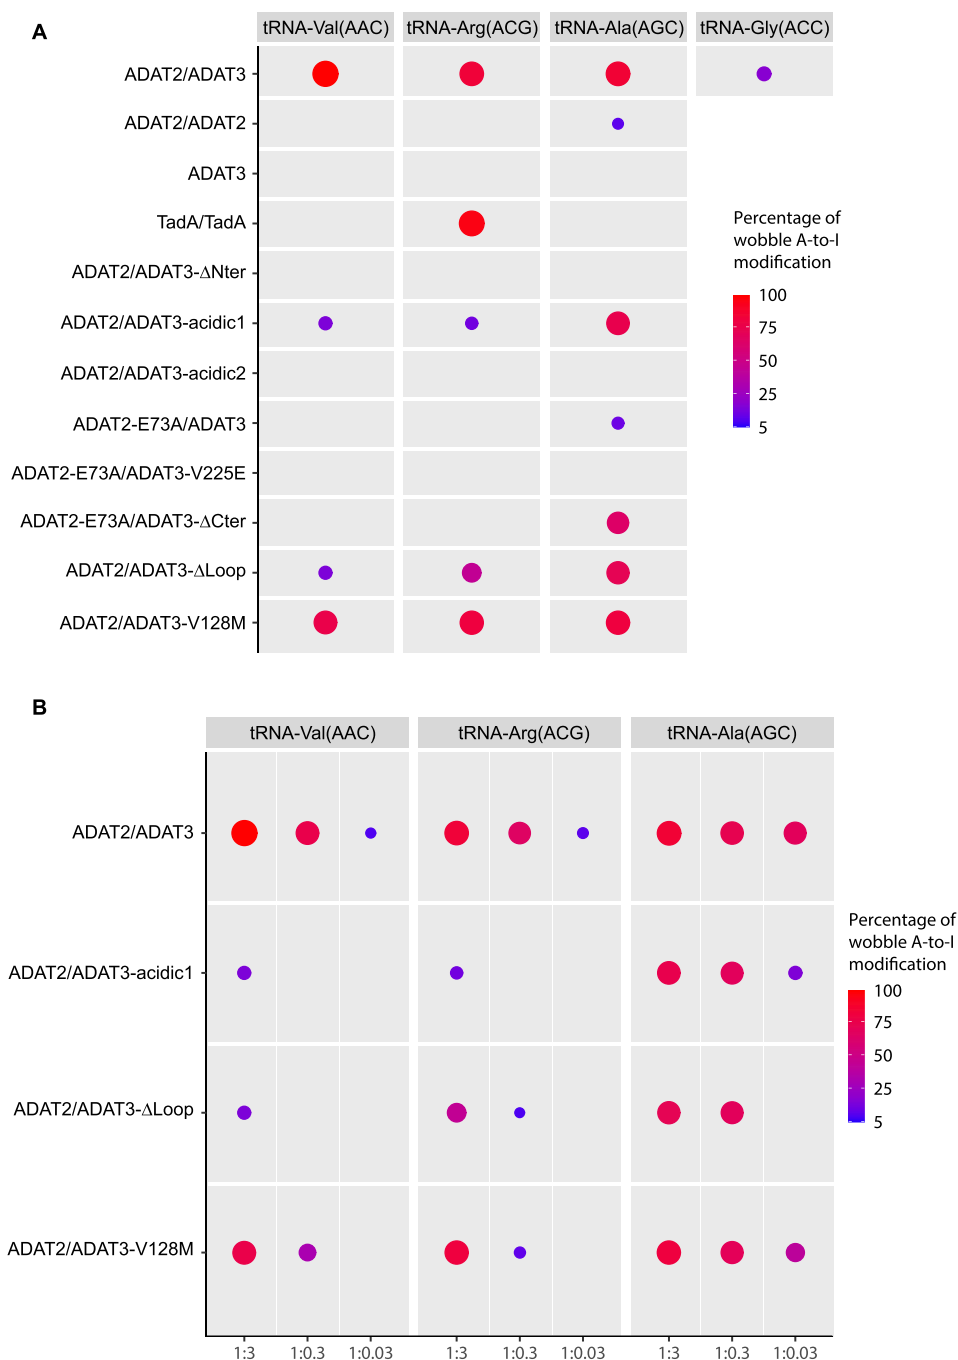 A
tRNA-Val(AAC) tRNA-Arg(ACG) tRNA-Ala(AGC) tRNA-Gly(ACC)
ADAT2/ADAT3
ADAT2/ADAT2
ADAT3
TadA/TadA
ADAT2/ADAT3-ΔNter
ADAT2/ADAT3-acidic1
ADAT2/ADAT3-acidic2
ADAT2-E73A/ADAT3
ADAT2-E73A/ADAT3-V225E
ADAT2-E73A/ADAT3-ΔCter
ADAT2/ADAT3-ΔLoop
ADAT2/ADAT3-V128M
Percentage of
wobble A-to-I
modification
100
75
50
25
5
B
tRNA-Val(AAC) tRNA-Arg(ACG) tRNA-Ala(AGC)
ADAT2/ADAT3
ADAT2/ADAT3-acidic1
ADAT2/ADAT3-ΔLoop
ADAT2/ADAT3-V128M
1:3 1:0.3 1:0.03 1:3 1:0.3 1:0.03 1:3 1:0.3 1:0.03
Percentage of
wobble A-to-I
modification
100
75
50
25
5